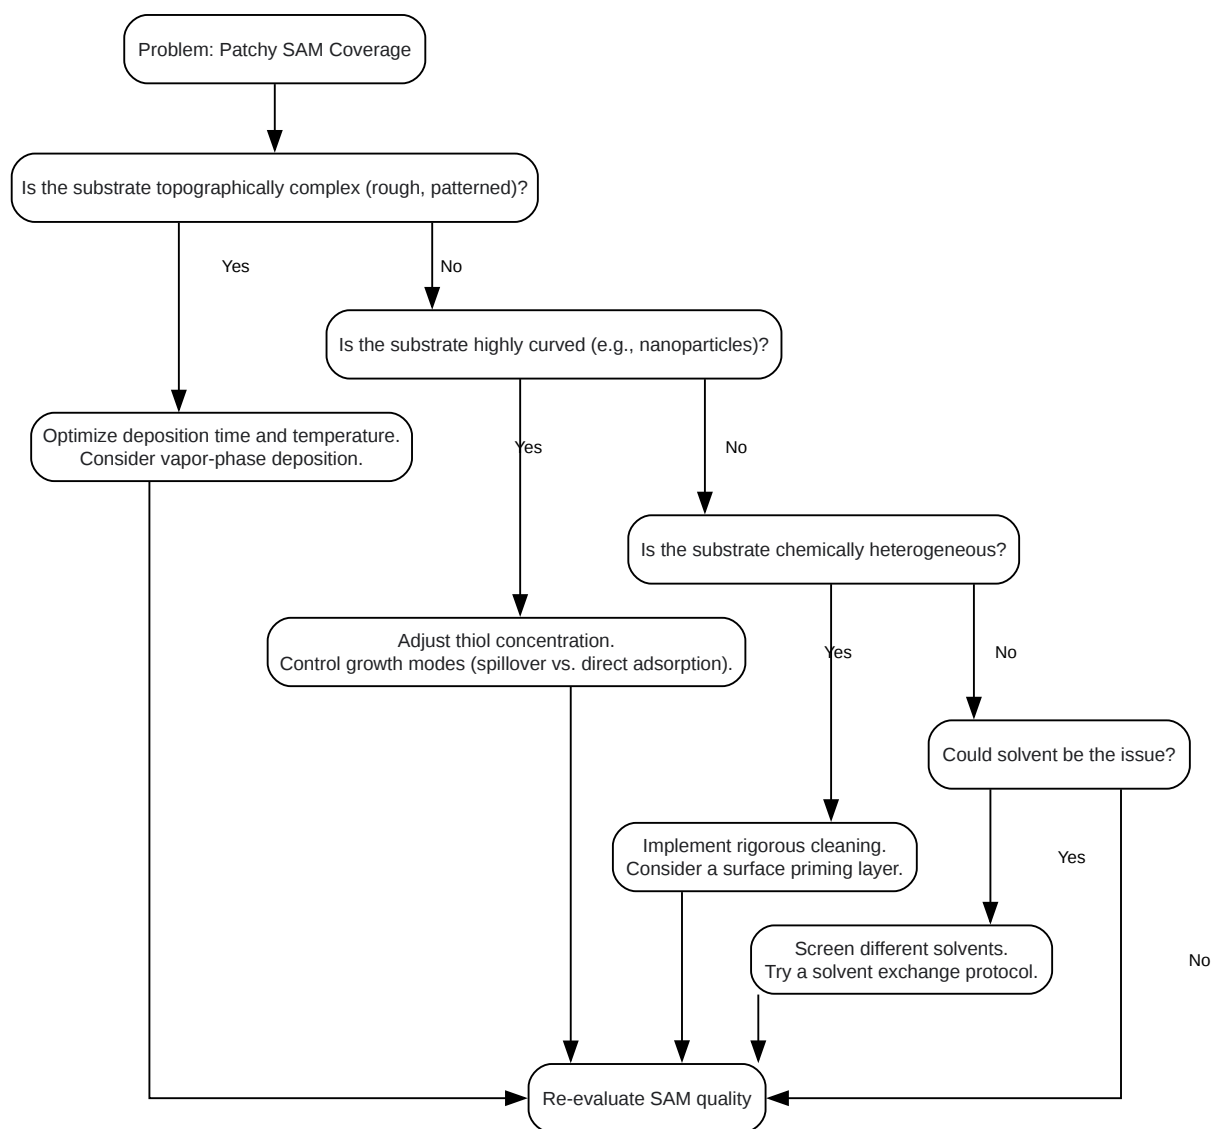 Problem: Patchy SAM Coverage
Is the substrate topographically complex (rough, patterned)?
Yes
No
Is the substrate highly curved (e.g., nanoparticles)?
Optimize deposition time and temperature.
Consider vapor-phase deposition.
Yes
No
Is the substrate chemically heterogeneous?
Adjust thiol concentration.
Control growth modes (spillover vs. direct adsorption).
Yes
No
Could solvent be the issue?
Implement rigorous cleaning.
Consider a surface priming layer.
Yes
Screen different solvents.
Try a solvent exchange protocol.
No
Re-evaluate SAM quality